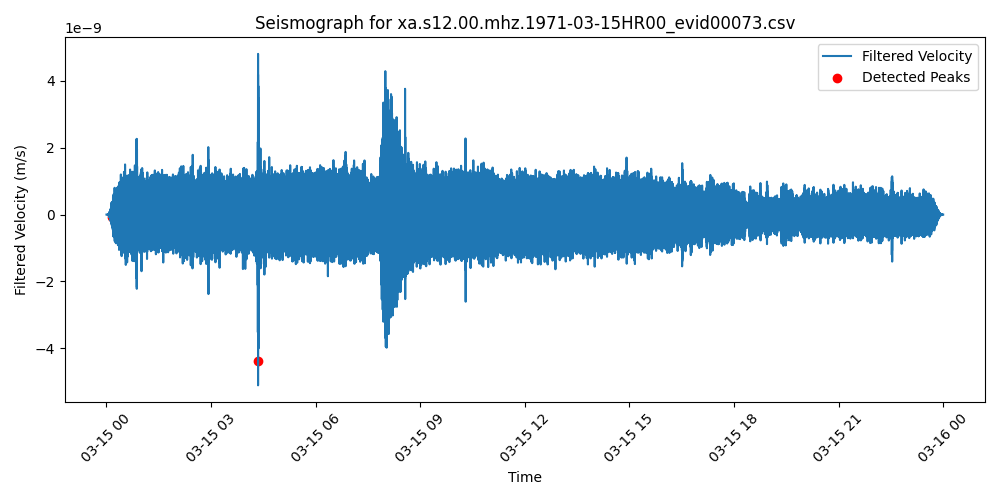 Seismograph for xa.s12.00.mhz.1971-03-15HR00_evid00073.csv
1e−9
Filtered Velocity
Detected Peaks
4
2
0
−2
−4
Filtered Velocity (m/s)
03-15 00
03-15 03
03-15 06
03-15 09
03-15 12
03-15 15
03-15 18
03-15 21
03-16 00
Time